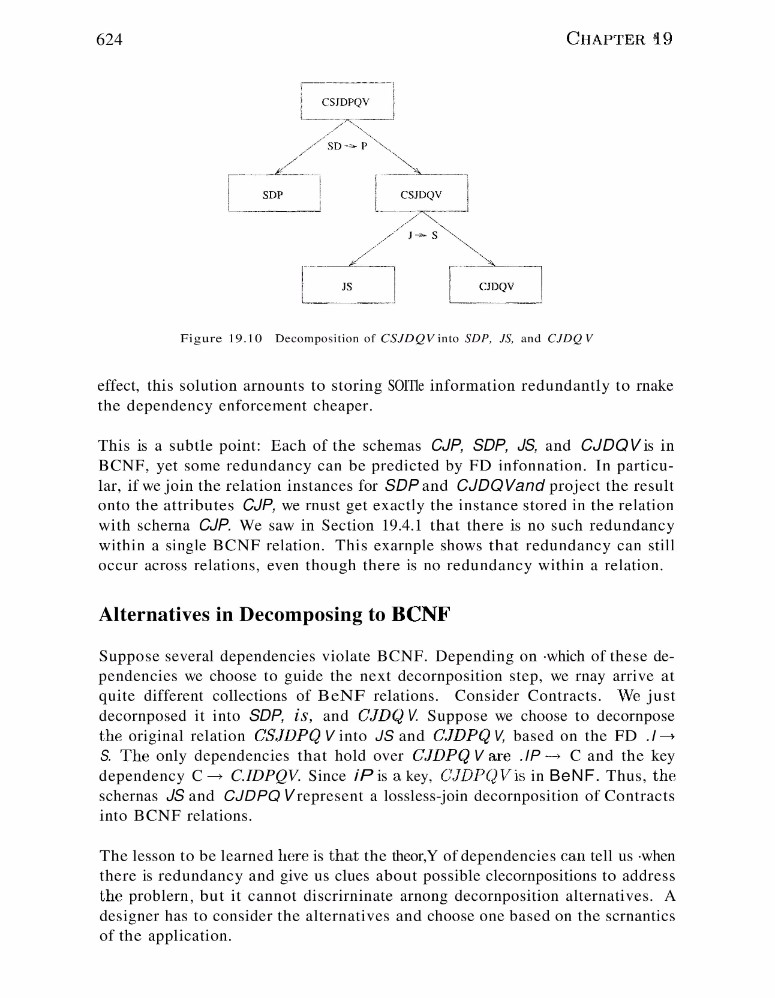 624 CHAPTER 19
CSJDPQV
SD → P
SDP CSJDQV
J → S
JS CJDQV
Figure 19.10 Decomposition of CSJDQV into SDP, JS, and CJDQ V
effect, this solution arnounts to storing SOITle information redundantly to rnake
the dependency enforcement cheaper.
This is a subtle point: Each of the schemas CJP, SDP, JS, and CJDQV is in
BCNF, yet some redundancy can be predicted by FD infonnation. In particu-
lar, if we join the relation instances for SDP and CJDQVand project the result
onto the attributes CJP, we rnust get exactly the instance stored in the relation
with scherna CJP. We saw in Section 19.4.1 that there is no such redundancy
within a single BCNF relation. This exarnple shows that redundancy can still
occur across relations, even though there is no redundancy within a relation.
Alternatives in Decomposing to BCNF
Suppose several dependencies violate BCNF. Depending on ·which of these de-
pendencies we choose to guide the next decornposition step, we rnay arrive at
quite different collections of BeNF relations. Consider Contracts. We just
decornposed it into SDP, is, and CJDQ V. Suppose we choose to decornpose
the original relation CSJDPQ V into JS and CJDPQ V, based on the FD .I →
S. The only dependencies that hold over CJDPQ V are .IP → C and the key
dependency C → C.IDPQV. Since iP is a key, CJDPQV is in BeNF. Thus, the
schernas JS and CJDPQ V represent a lossless-join decornposition of Contracts
into BCNF relations.
The lesson to be learned here is that the theor,Y of dependencies can tell us ·when
there is redundancy and give us clues about possible clecornpositions to address
the problern, but it cannot discrirninate arnong decornposition alternatives. A
designer has to consider the alternatives and choose one based on the scrnantics
of the application.